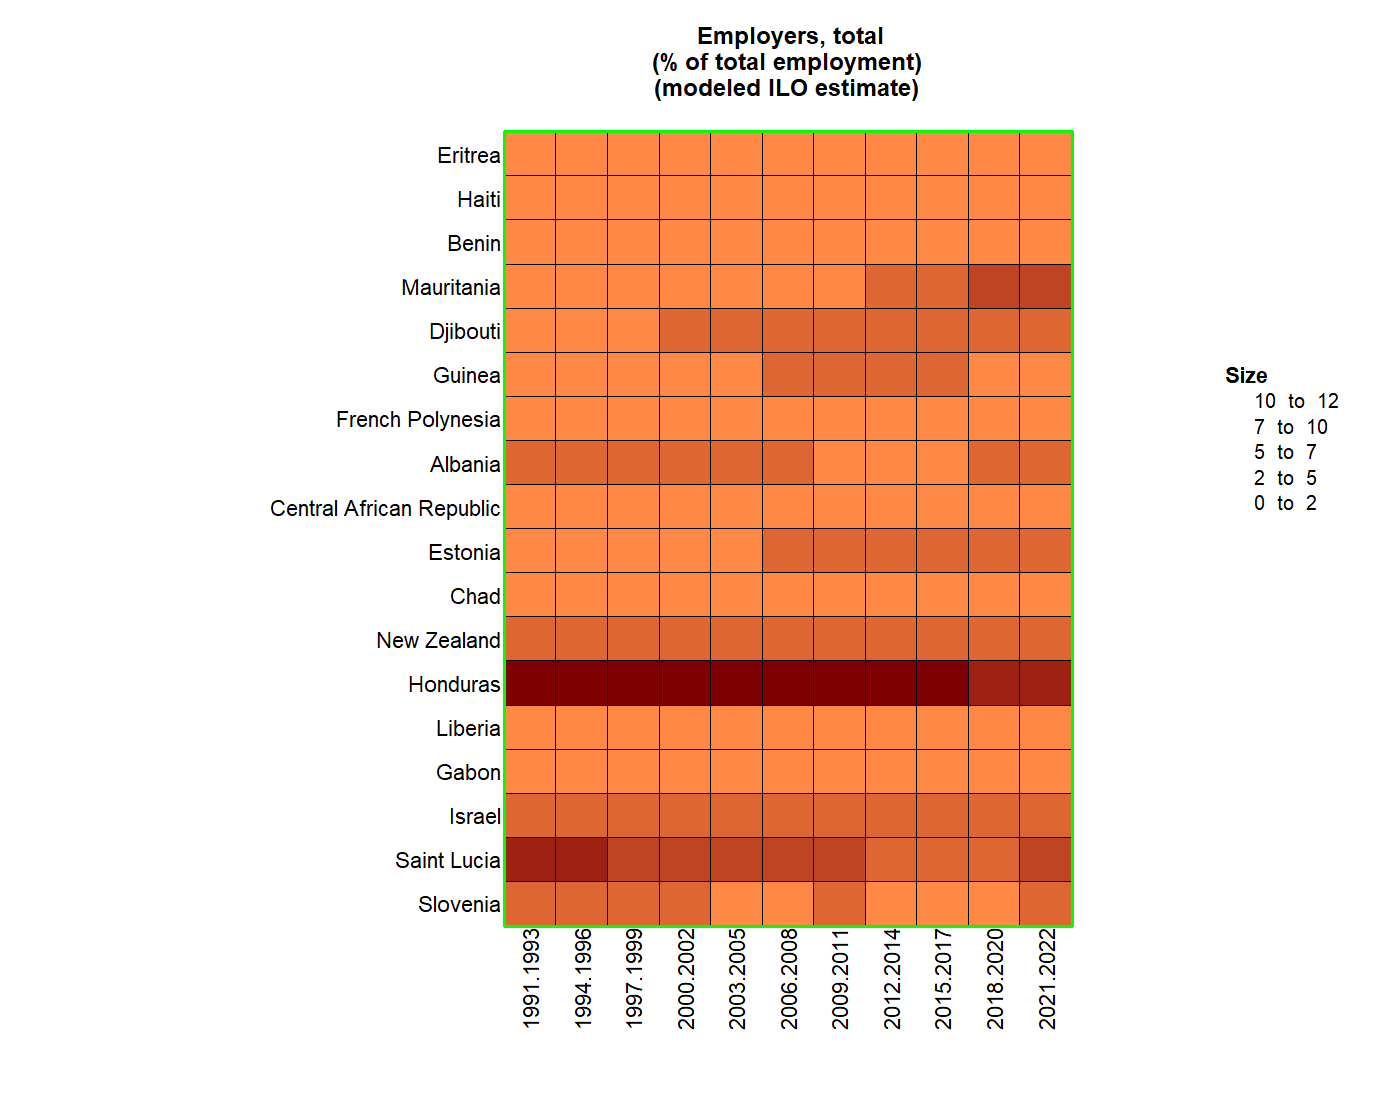 Employers, total
(% of total employment)
(modeled ILO estimate)
Eritrea
Haiti
Benin
Mauritania
Djibouti
Guinea
French Polynesia
Albania
Central African Republic
Estonia
Chad
New Zealand
Honduras
Liberia
Gabon
Israel
Saint Lucia
Slovenia
1991.1993
1994.1996
1997.1999
2000.2002
2003.2005
2006.2008
2009.2011
2012.2014
2015.2017
2018.2020
2021.2022
Size
10 to 12
7 to 10
5 to 7
2 to 5
0 to 2